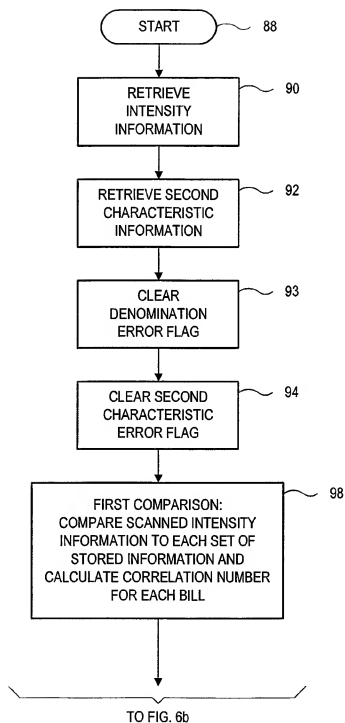 START
88
RETRIEVE
INTENSITY
INFORMATION
90
RETRIEVE SECOND
CHARACTERISTIC
INFORMATION
92
CLEAR
DENOMINATION
ERROR FLAG
93
CLEAR SECOND
CHARACTERISTIC
ERROR FLAG
94
FIRST COMPARISON:
COMPARE SCANNED INTENSITY
INFORMATION TO EACH SET OF
STORED INFORMATION AND
CALCULATE CORRELATION NUMBER
FOR EACH BILL
98
TO FIG. 6b